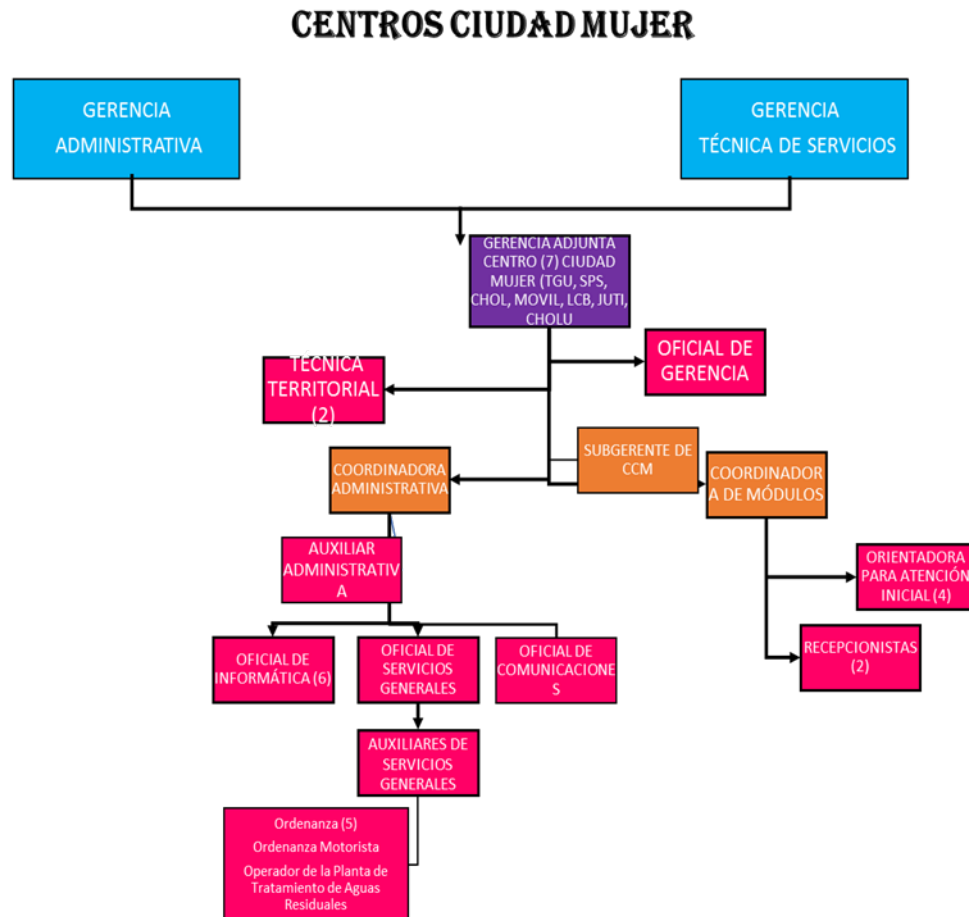 CENTROS CIUDAD MUJER
GERENCIA
ADMINISTRATIVA
GERENCIA
TÉCNICA DE SERVICIOS
GERENCIA ADJUNTA
CENTRO (7) CIUDAD
MUJER (TGU, SPS,
CHOL, MOVIL, LCB, JUTI,
CHOLU
OFICIAL DE
GERENCIA
TÉCNICA
TERRITORIAL
(2)
SUBGERENTE DE
CCM
COORDINADORA
ADMINISTRATIVA
COORDINADOR
A DE MÓDULOS
AUXILIAR
ADMINISTRATIV
A
ORIENTADORA
PARA ATENCIÓN
INICIAL (4)
RECEPCIONISTAS
(2)
OFICIAL DE
INFORMÁTICA (6)
OFICIAL DE
SERVICIOS
GENERALES
OFICIAL DE
COMUNICACIONE
S
AUXILIARES DE
SERVICIOS
GENERALES
Ordenanza (5)
Ordenanza Motorista
Operador de la Planta de
Tratamiento de Aguas
Residuales